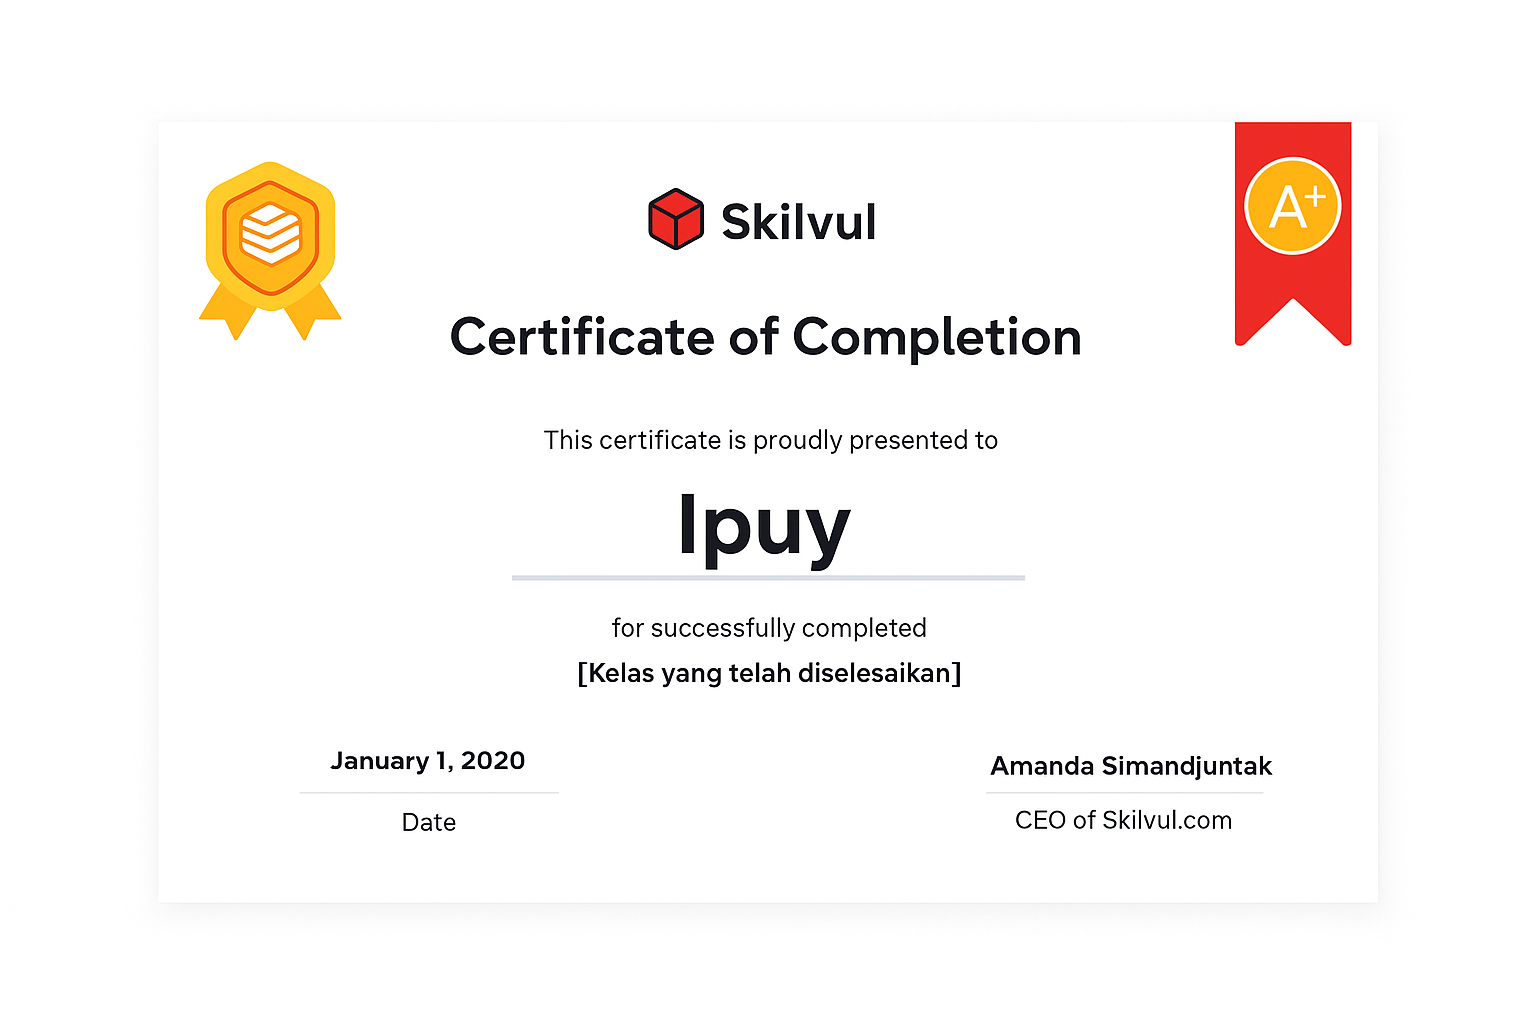 Skilvul
A+
Certificate of Completion
This certificate is proudly presented to
Ipuy
for successfully completed
[Kelas yang telah diselesaikan]
January 1, 2020
Date
Amanda Simandjuntak
CEO of Skilvul.com